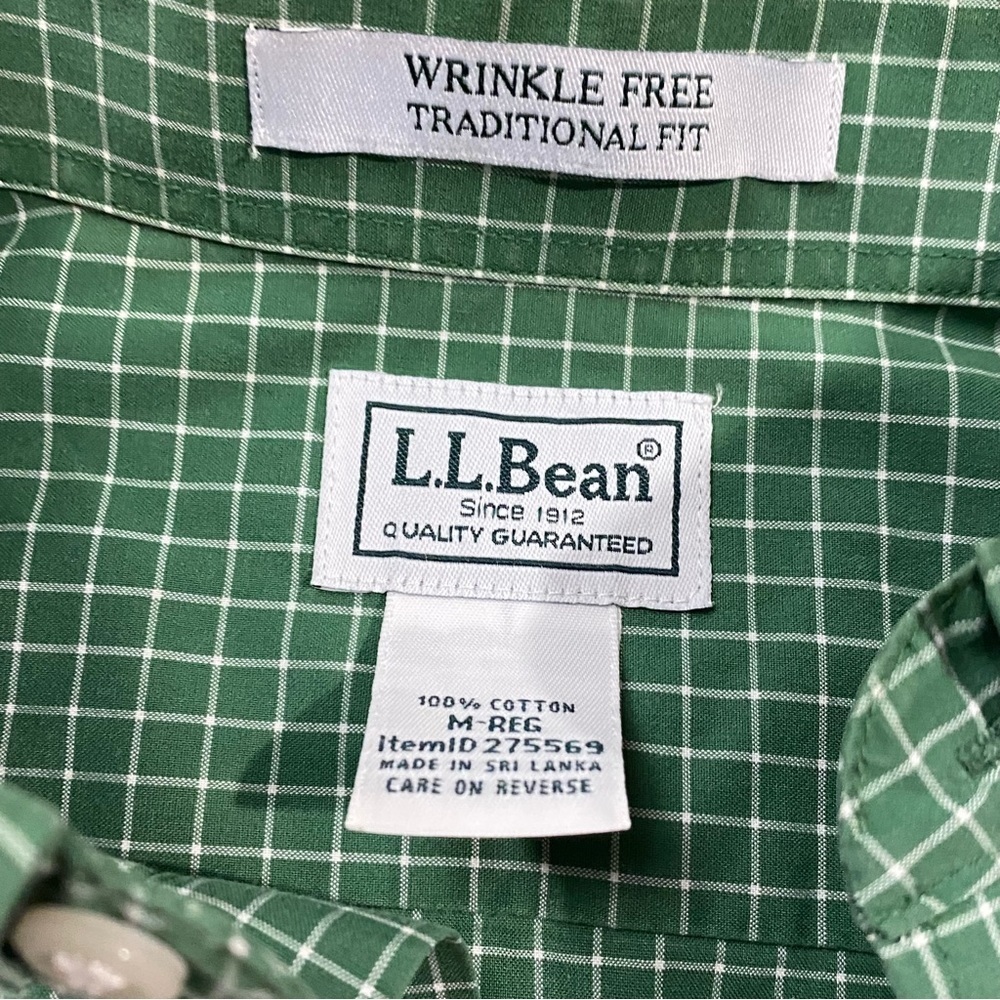 WRINKLE FREE
TRADITIONAL FIT
L.L.Bean®
Since 1912
QUALITY GUARANTEED
100% COTTON
M-REG
ItemID 275569
MADE IN SRI LANKA
CARE ON REVERSE